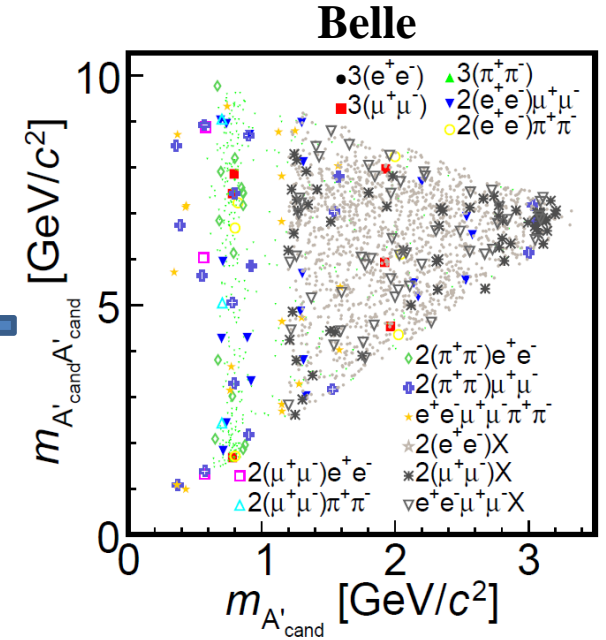 Belle
●3(e⁺e⁻) ▲3(π⁺π⁻)
■3(μ⁺μ⁻) ▼2(e⁺e⁻)μ⁺μ⁻
○2(e⁺e⁻)π⁺π⁻
◇2(π⁺π⁻)e⁺e⁻
✚2(π⁺π⁻)μ⁺μ⁻
★e⁺e⁻μ⁺μ⁻π⁺π⁻
☆2(e⁺e⁻)X
□2(μ⁺μ⁻)e⁺e⁻ ✱2(μ⁺μ⁻)X
△2(μ⁺μ⁻)π⁺π⁻ ▽e⁺e⁻μ⁺μ⁻X
10
5
0
0 1 2 3
m_A'cand A'cand [GeV/c²]
m_A'cand [GeV/c²]